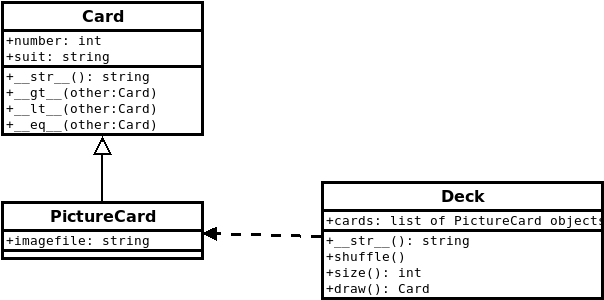 Card
+number: int
+suit: string
+__str__(): string
+__gt__(other:Card)
+__lt__(other:Card)
+__eq__(other:Card)
PictureCard
+imagefile: string
Deck
+cards: list of PictureCard objects
+__str__(): string
+shuffle()
+size(): int
+draw(): Card